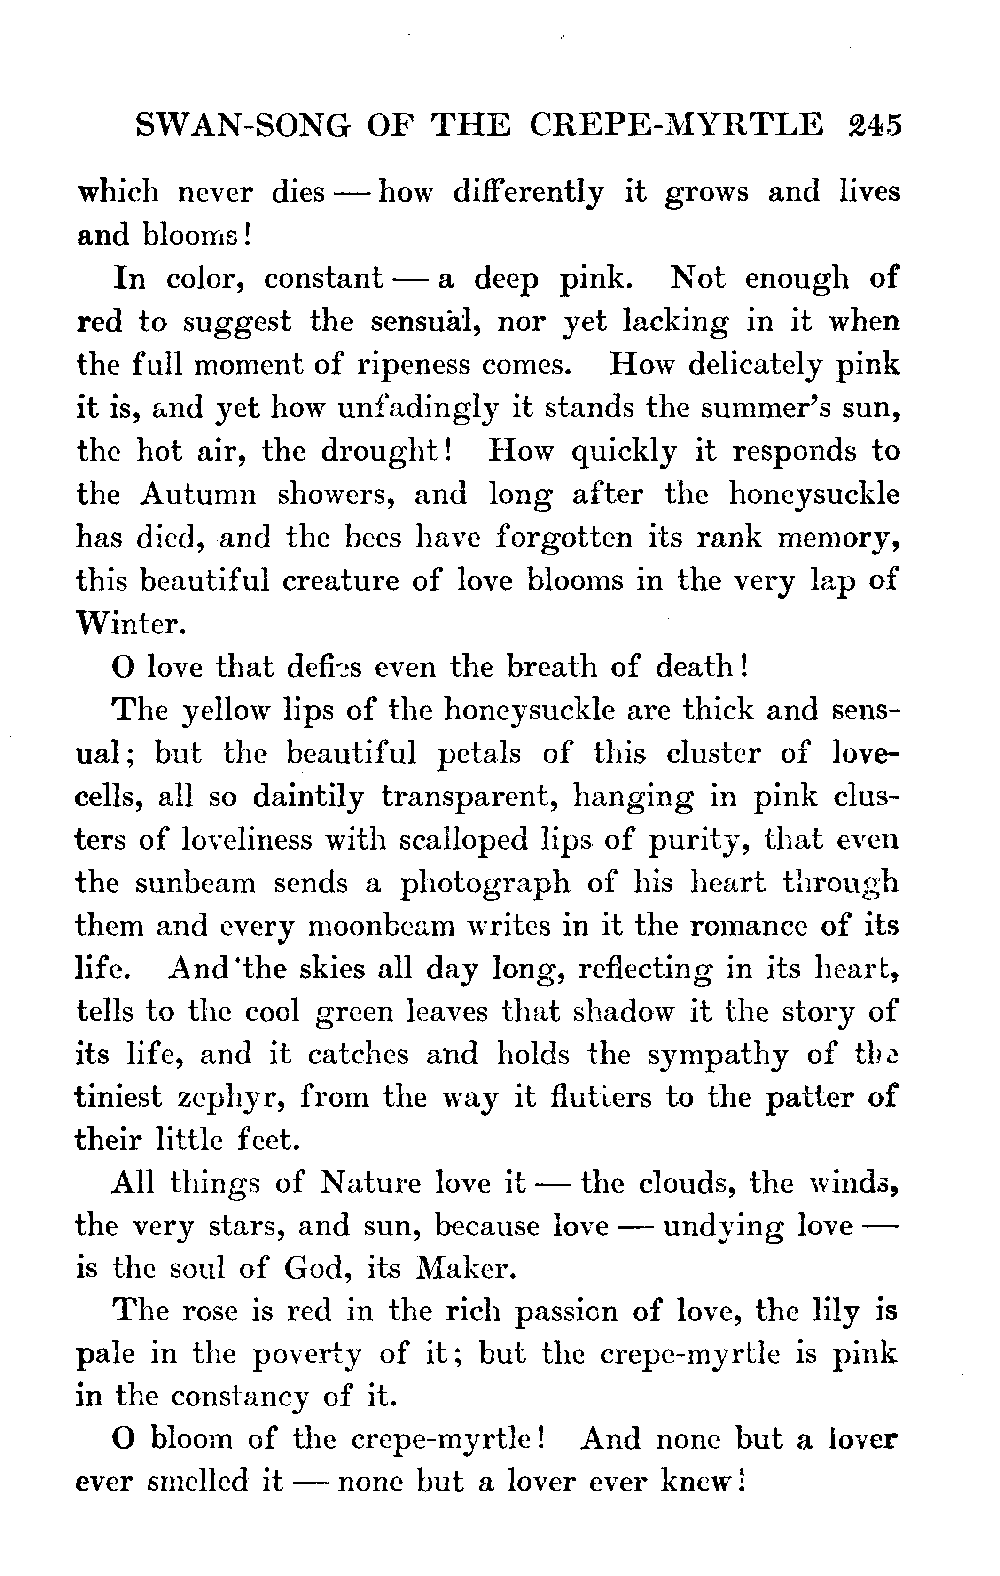 SWAN-SONG OF THE CREPE-MYRTLE 245
which never dies — how differently it grows and lives
and blooms!
In color, constant — a deep pink. Not enough of
red to suggest the sensual, nor yet lacking in it when
the full moment of ripeness comes. How delicately pink
it is, and yet how unfadingly it stands the summer's sun,
the hot air, the drought! How quickly it responds to
the Autumn showers, and long after the honeysuckle
has died, and the bees have forgotten its rank memory,
this beautiful creature of love blooms in the very lap of
Winter.
O love that defies even the breath of death!
The yellow lips of the honeysuckle are thick and sens-
ual; but the beautiful petals of this cluster of love-
cells, all so daintily transparent, hanging in pink clus-
ters of loveliness with scalloped lips of purity, that even
the sunbeam sends a photograph of his heart through
them and every moonbeam writes in it the romance of its
life. And the skies all day long, reflecting in its heart,
tells to the cool green leaves that shadow it the story of
its life, and it catches and holds the sympathy of the
tiniest zephyr, from the way it flutters to the patter of
their little feet.
All things of Nature love it — the clouds, the winds,
the very stars, and sun, because love — undying love —
is the soul of God, its Maker.
The rose is red in the rich passion of love, the lily is
pale in the poverty of it; but the crepe-myrtle is pink
in the constancy of it.
O bloom of the crepe-myrtle! And none but a lover
ever smelled it — none but a lover ever knew!